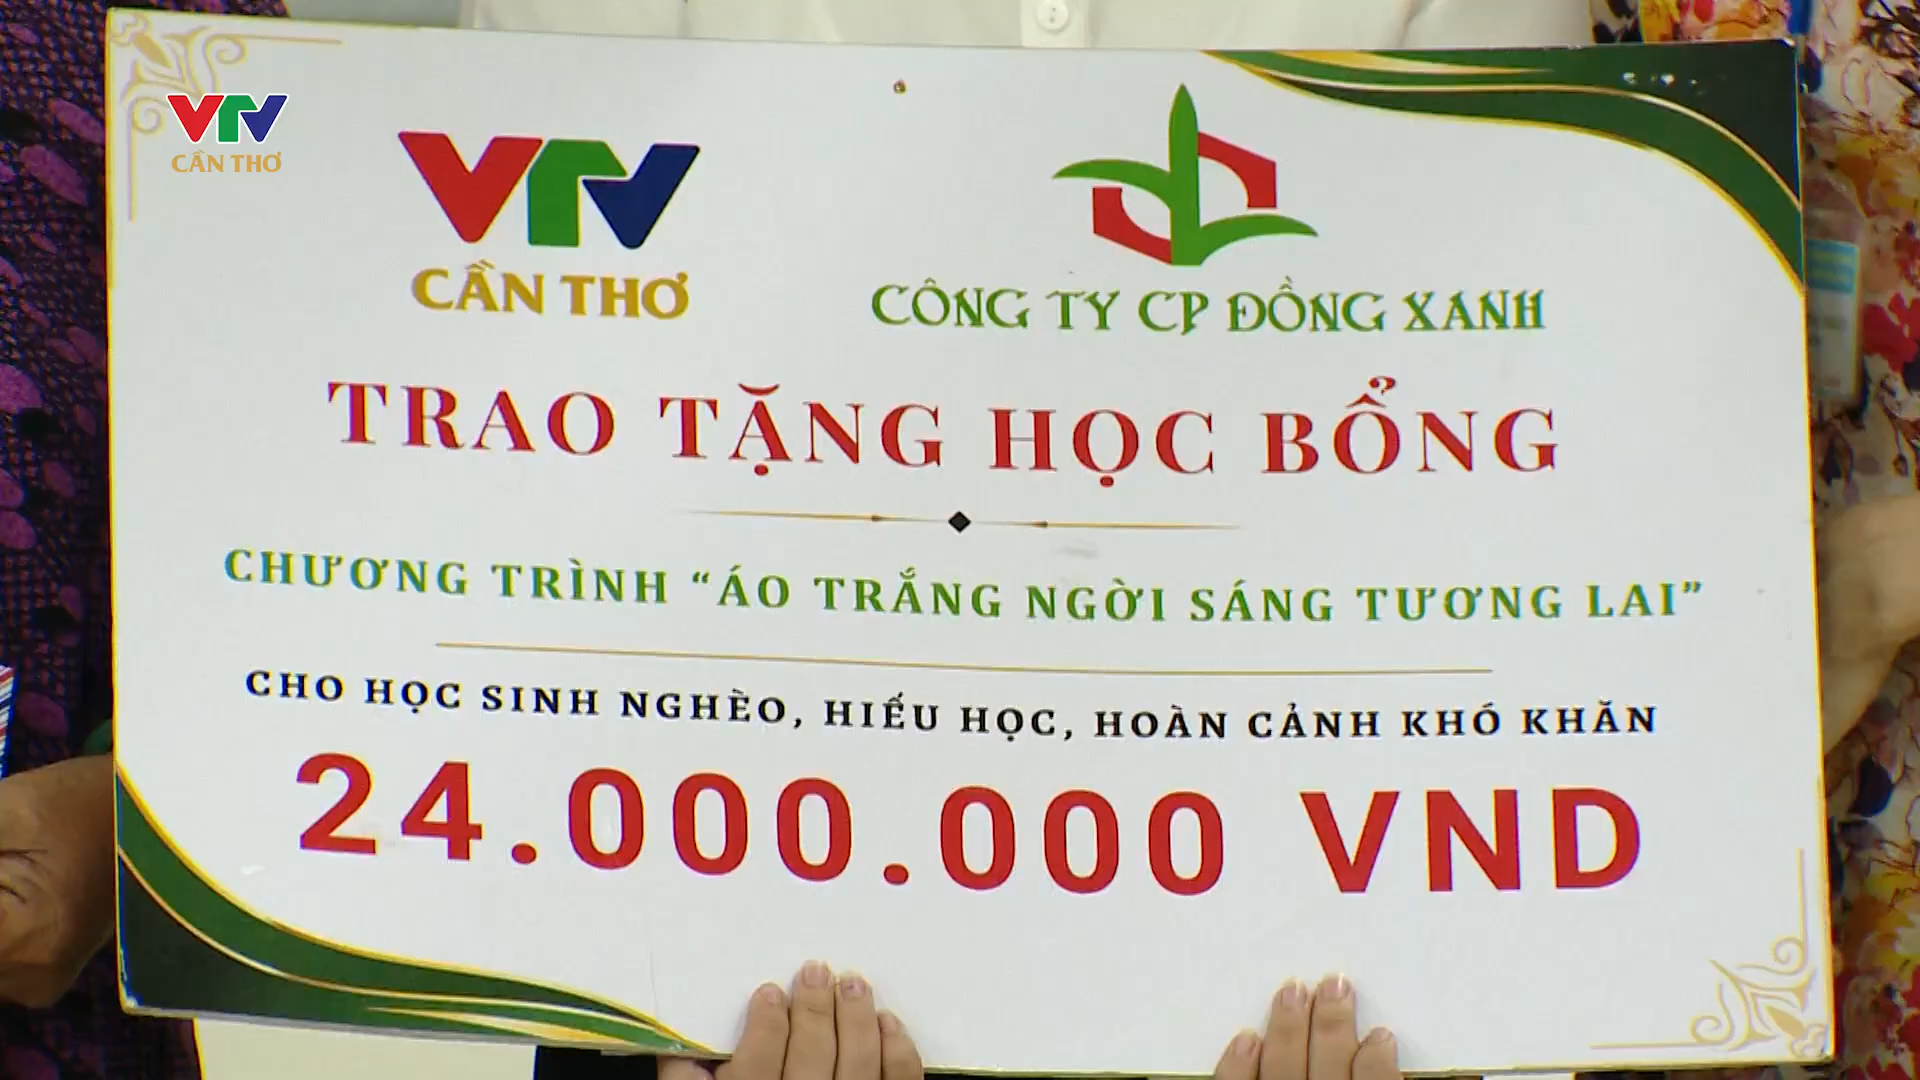 VTV
CẦN THƠ
VTV
CẦN THƠ
CÔNG TY CP ĐỒNG XANH
TRAO TẶNG HỌC BỔNG
CHƯƠNG TRÌNH “ÁO TRẮNG NGỜI SÁNG TƯƠNG LAI”
CHO HỌC SINH NGHÈO, HIẾU HỌC, HOÀN CẢNH KHÓ KHĂN
24.000.000 VND